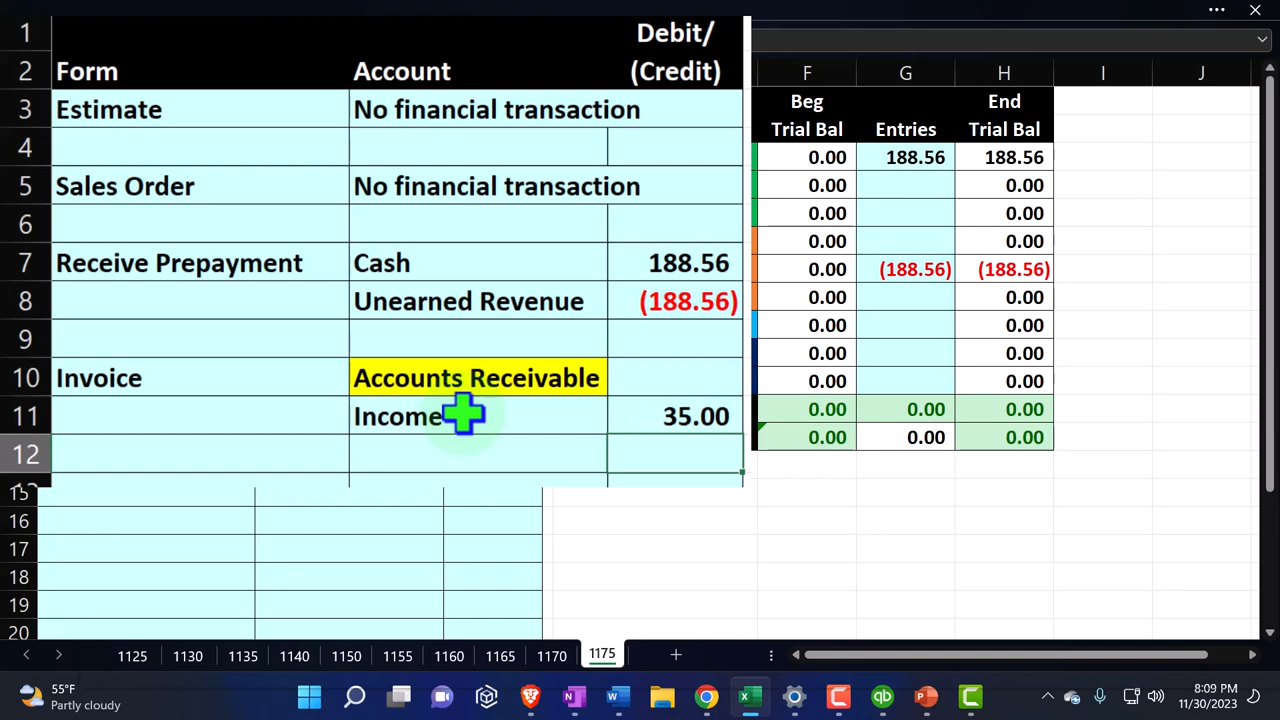 1 Debit/
2 Form Account (Credit)
3 Estimate No financial transaction
4
5 Sales Order No financial transaction
6
7 Receive Prepayment Cash 188.56
8 Unearned Revenue (188.56)
9
10 Invoice Accounts Receivable
11 Income 35.00
12
15
16
17
18
19
20
F G H I J
Beg End
Trial Bal Entries Trial Bal
0.00 188.56 188.56
0.00 0.00
0.00 0.00
0.00 0.00
0.00 (188.56) (188.56)
0.00 0.00
0.00 0.00
0.00 0.00
0.00 0.00
0.00 0.00 0.00
0.00 0.00 0.00
1125 1130 1135 1140 1150 1155 1160 1165 1170 1175
55°F
Partly cloudy
8:09 PM
11/30/2023